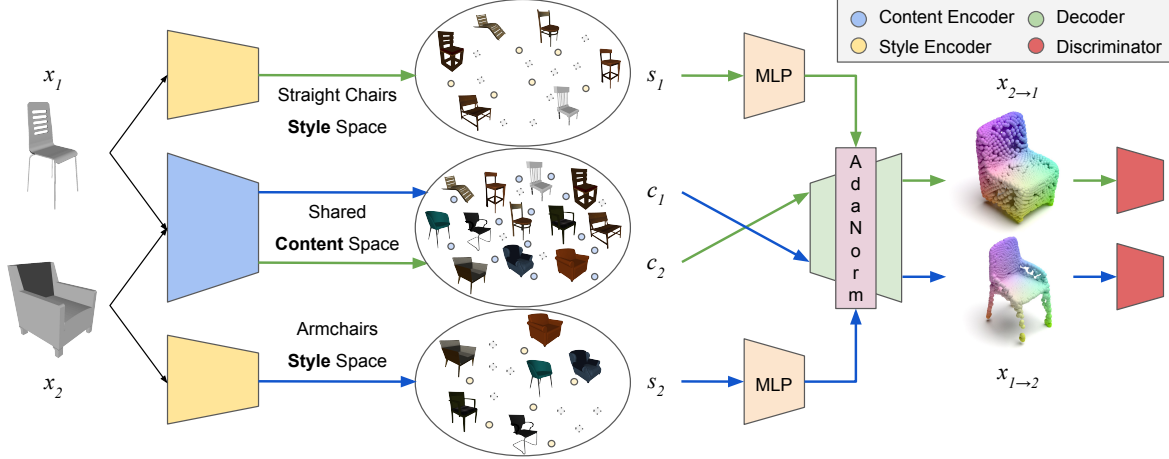 Content Encoder
Decoder
Style Encoder
Discriminator
x1
Straight Chairs
Style Space
s1
MLP
x2→1
Shared
Content Space
c1
c2
AdaNorm
x2
Armchairs
Style Space
s2
MLP
x1→2